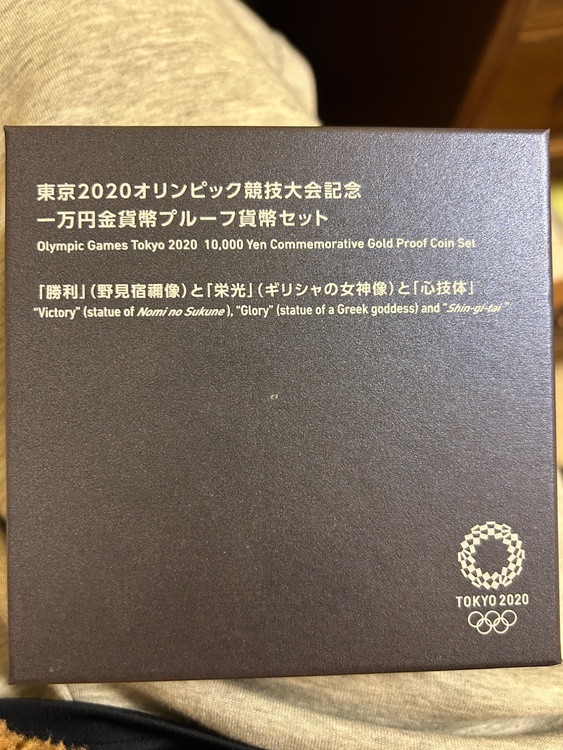 東京2020オリンピック競技大会記念
一万円金貨幣プルーフ貨幣セット
Olympic Games Tokyo 2020 10,000 Yen Commemorative Gold Proof Coin Set
「勝利」(野見宿禰像)と「栄光」(ギリシャの女神像)と「心技体」
"Victory" (statue of Nomi no Sukune), "Glory" (statue of a Greek goddess) and "Shin-gi-tai"
TOKYO 2020